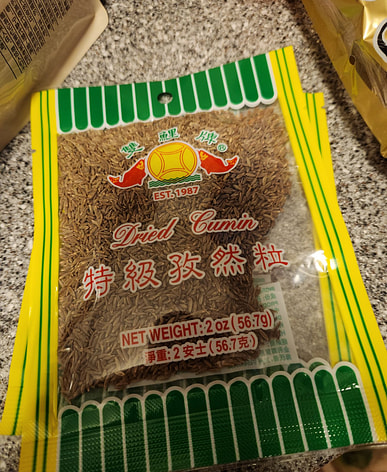 雙鯉牌®
EST. 1987
Dried Cumin
特級孜然粒
NET WEIGHT: 2 oz (56.7g)
淨重: 2 安士 (56.7克)